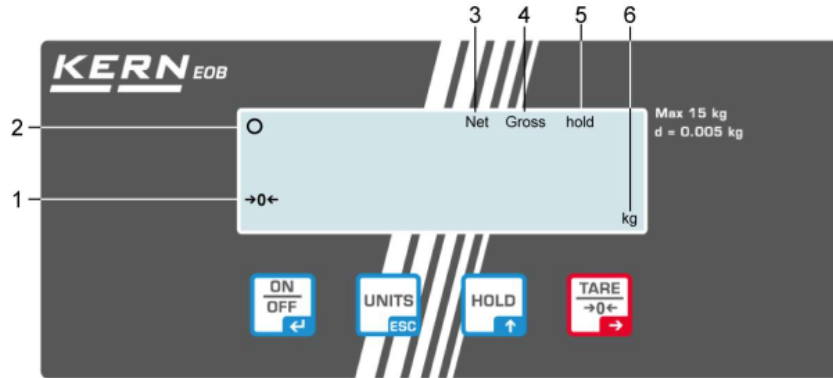 3 4 5 6
KERN EOB
Max 15 kg
d = 0.005 kg
2
Net Gross hold
1 →0←
kg
ON
OFF
UNITS
ESC
HOLD
TARE
→0←